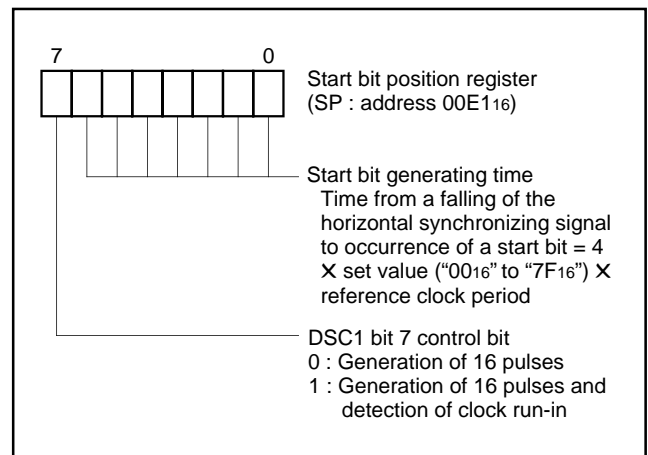 7 0
Start bit position register
(SP : address 00E116)
Start bit generating time
Time from a falling of the
horizontal synchronizing signal
to occurrence of a start bit = 4
✕ set value (“0016” to “7F16”) ✕
reference clock period
DSC1 bit 7 control bit
0 : Generation of 16 pulses
1 : Generation of 16 pulses and
detection of clock run-in